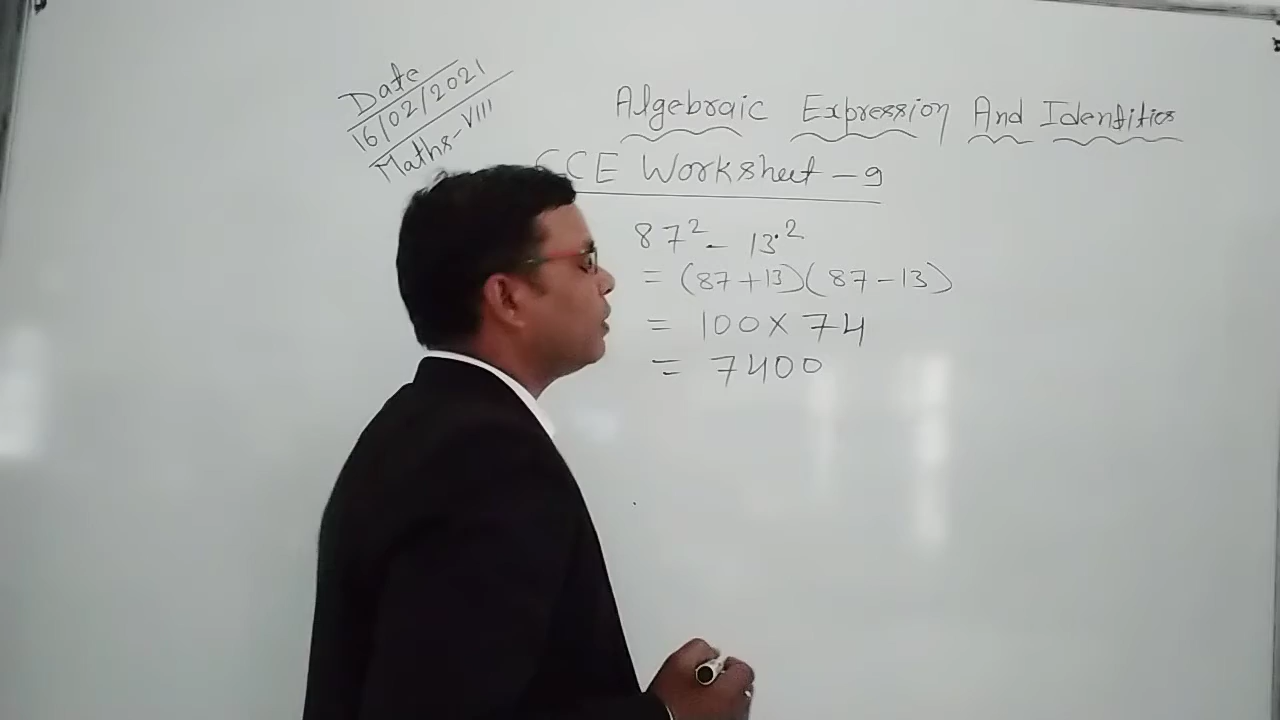 Date
16/02/2021
Maths-VIII
Algebraic Expression And Identities
CCE Worksheet - 9
87² - 13²
= (87+13)(87-13)
= 100 × 74
= 7400